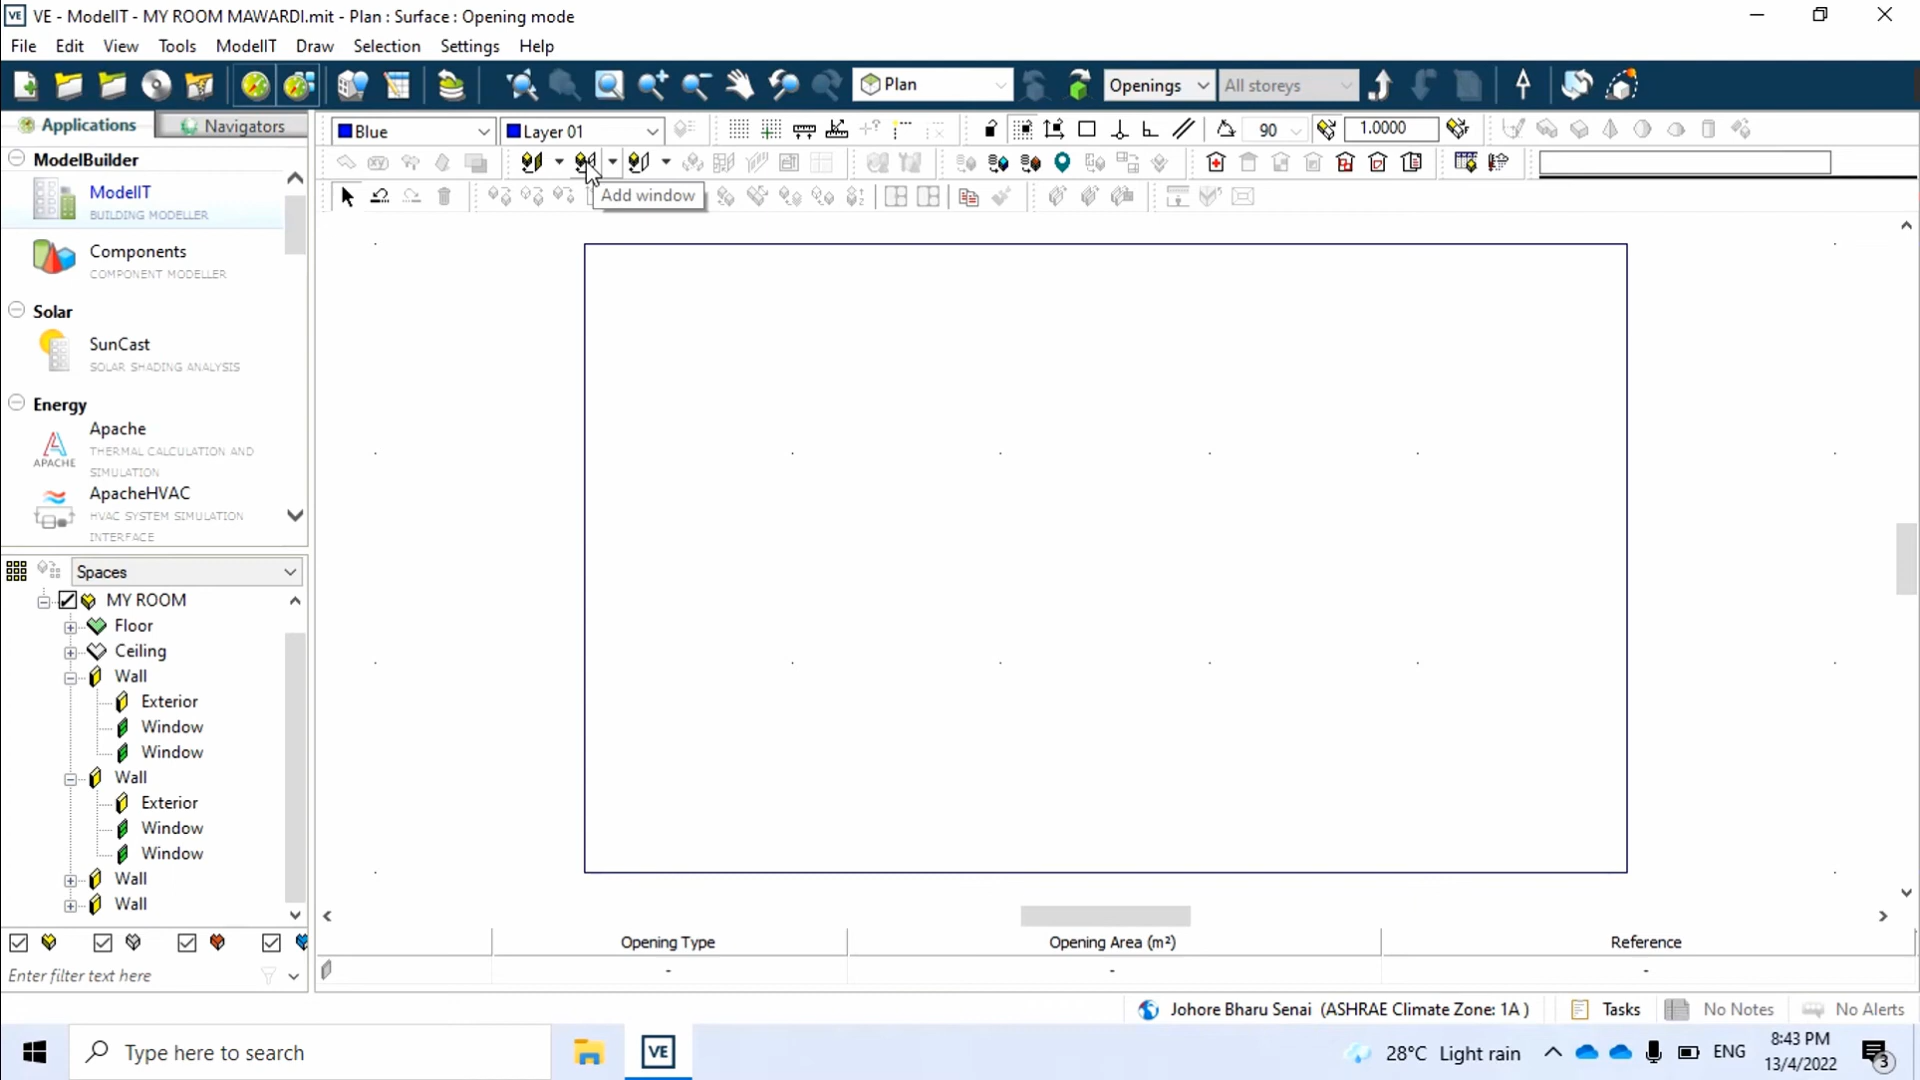 VE VE - ModelIT - MY ROOM MAWARDI.mit - Plan : Surface : Opening mode
File Edit View Tools ModelIT Draw Selection Settings Help
Plan Openings All storeys
Applications Navigators
Blue Layer 01 90 1.0000
ModelBuilder
ModelIT
BUILDING MODELLER
Add window
Components
COMPONENT MODELLER
Solar
SunCast
SOLAR SHADING ANALYSIS
Energy
Apache
THERMAL CALCULATION AND
SIMULATION
APACHE
ApacheHVAC
HVAC SYSTEM SIMULATION
INTERFACE
Spaces
MY ROOM
Floor
Ceiling
Wall
Exterior
Window
Window
Wall
Exterior
Window
Window
Wall
Wall
Opening Type Opening Area (m²) Reference
- - -
Enter filter text here
Johore Bharu Senai (ASHRAE Climate Zone: 1A ) Tasks No Notes No Alerts
Type here to search VE 28°C Light rain ENG 8:43 PM
13/4/2022 3